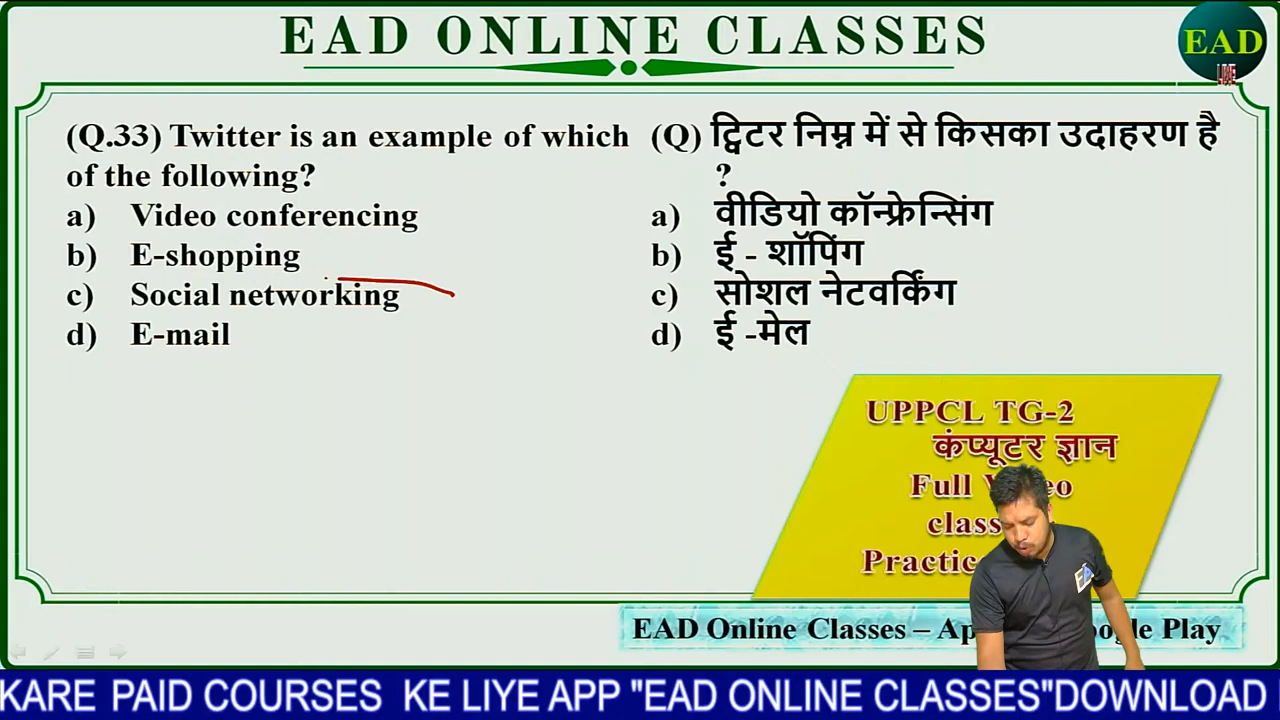 EAD ONLINE CLASSES
EAD
LIVE
(Q.33) Twitter is an example of which
of the following?
a) Video conferencing
b) E-shopping
c) Social networking
d) E-mail
(Q) ट्विटर निम्न में से किसका उदाहरण है
?
a) वीडियो कॉन्फ्रेन्सिंग
b) ई - शॉपिंग
c) सोशल नेटवर्किंग
d) ई -मेल
UPPCL TG-2
कंप्यूटर ज्ञान
Full
class
Practic
EAD Online Classes – Ap oogle Play
KARE PAID COURSES KE LIYE APP "EAD ONLINE CLASSES"DOWNLOAD